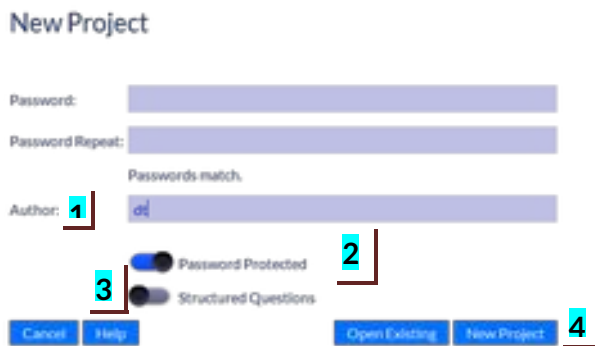 New Project
Password:
Password Repeat:
Passwords match.
Author: 1 dt
Password Protected 2
3 Structured Questions
Cancel Help Open Existing New Project 4